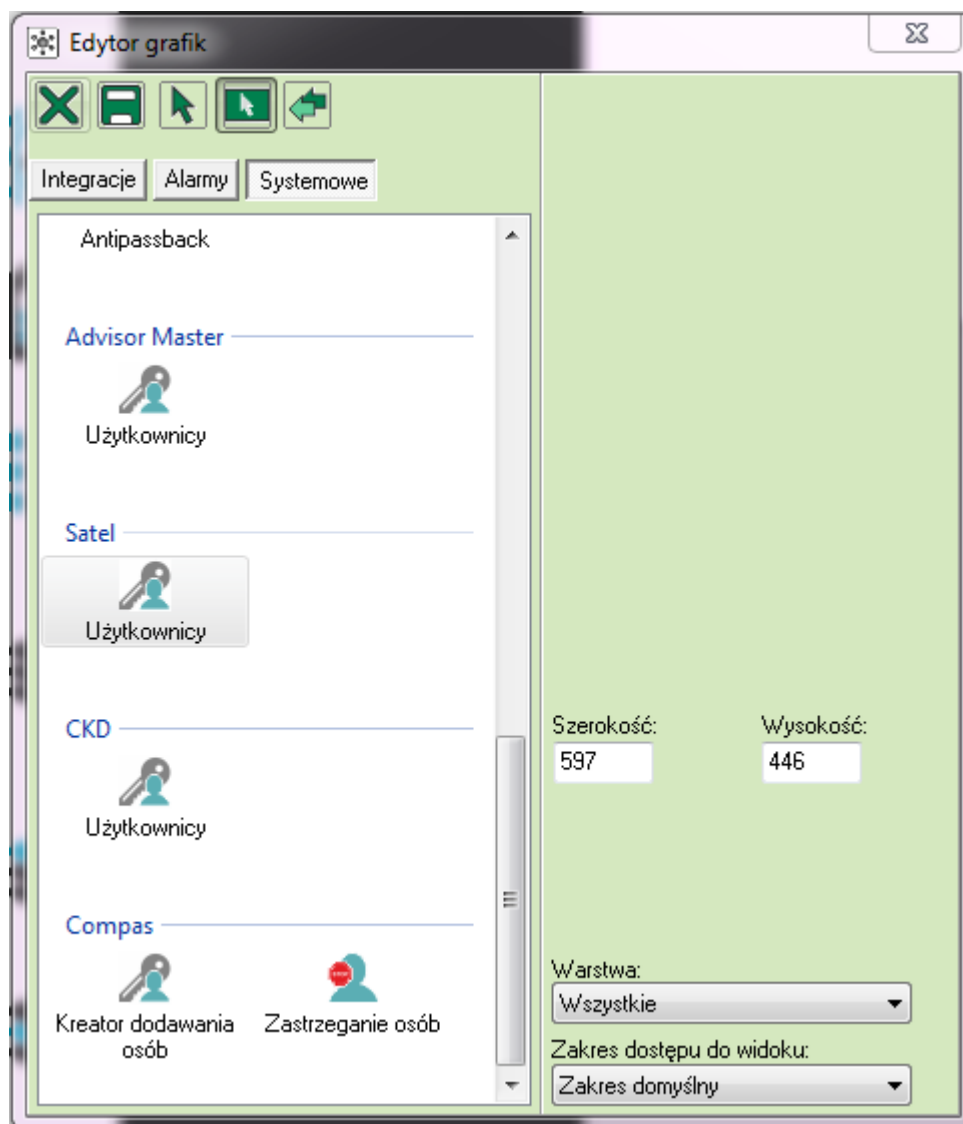 Edytor grafik
Integracje Alarmy Systemowe
Antipassback
Advisor Master
Użytkownicy
Satel
Użytkownicy
CKD
Użytkownicy
Compas
Kreator dodawania
osób
Zastrzeganie osób
Szerokość: Wysokość:
597 446
Warstwa:
Wszystkie
Zakres dostępu do widoku:
Zakres domyślny